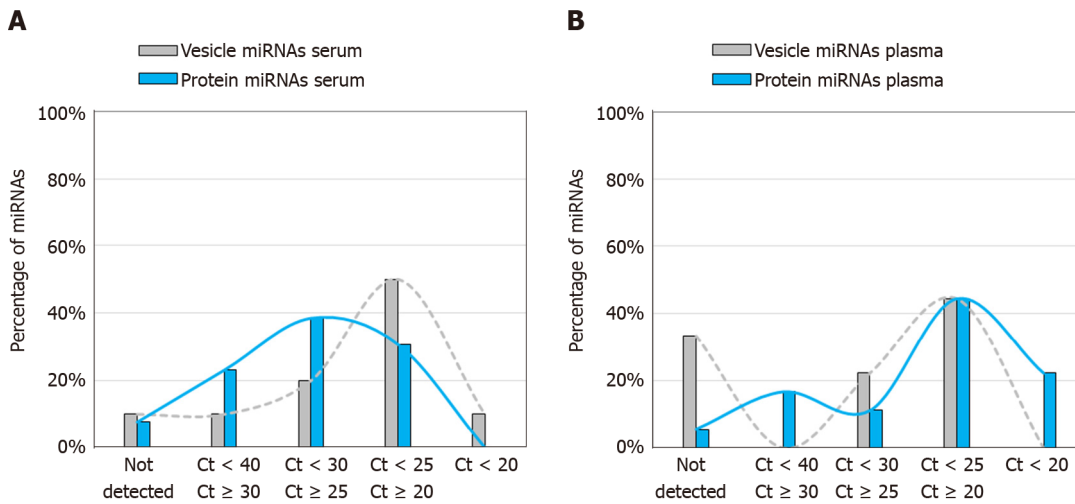 A
Vesicle miRNAs serum
Protein miRNAs serum
Percentage of miRNAs
100%
80%
60%
40%
20%
0%
Not detected
Ct < 40 Ct ≥ 30
Ct < 30 Ct ≥ 25
Ct < 25 Ct ≥ 20
Ct < 20
B
Vesicle miRNAs plasma
Protein miRNAs plasma
Percentage of miRNAs
100%
80%
60%
40%
20%
0%
Not detected
Ct < 40 Ct ≥ 30
Ct < 30 Ct ≥ 25
Ct < 25 Ct ≥ 20
Ct < 20